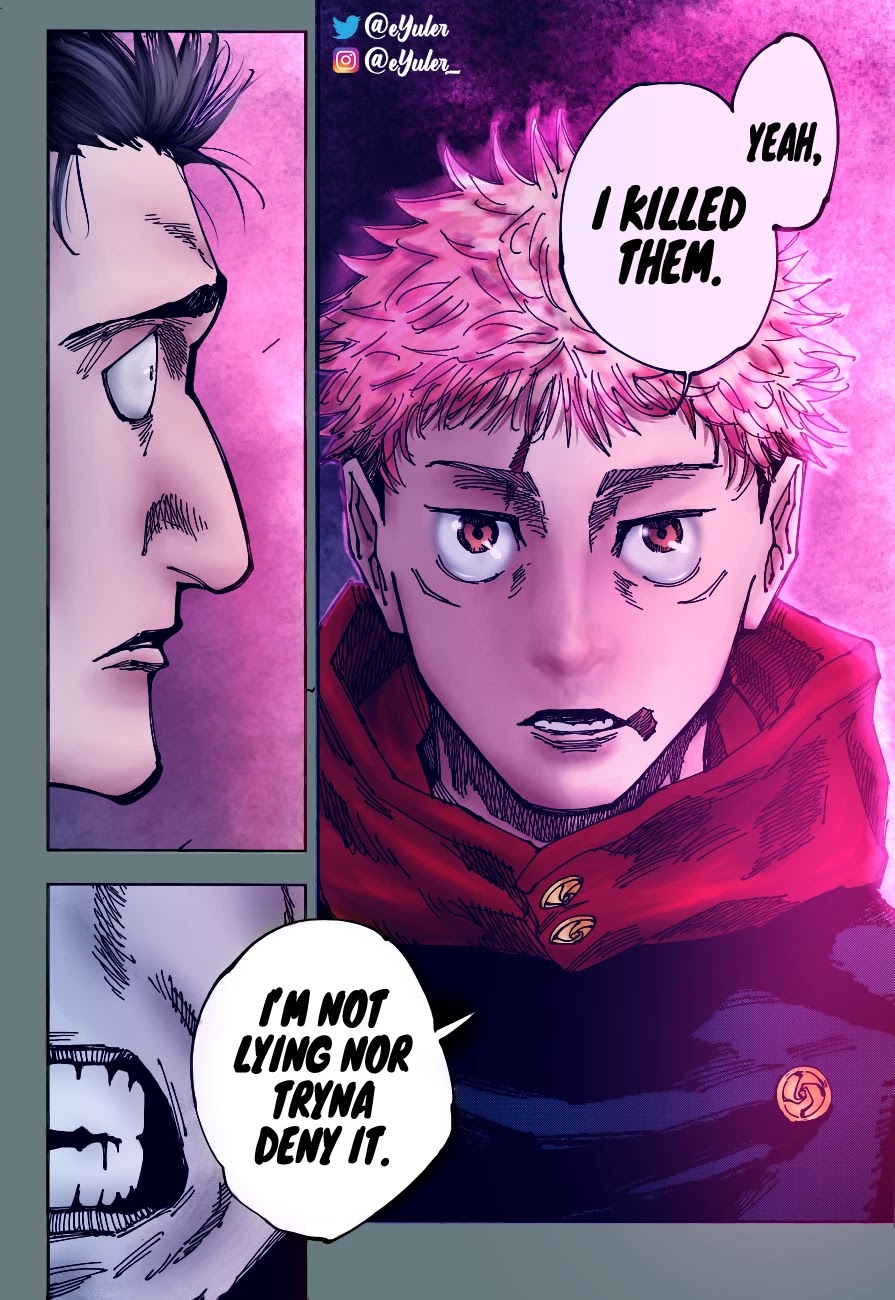 @eYuler
@eYuler_
YEAH,
I KILLED
THEM.
I'M NOT
LYING NOR
TRYNA
DENY IT.